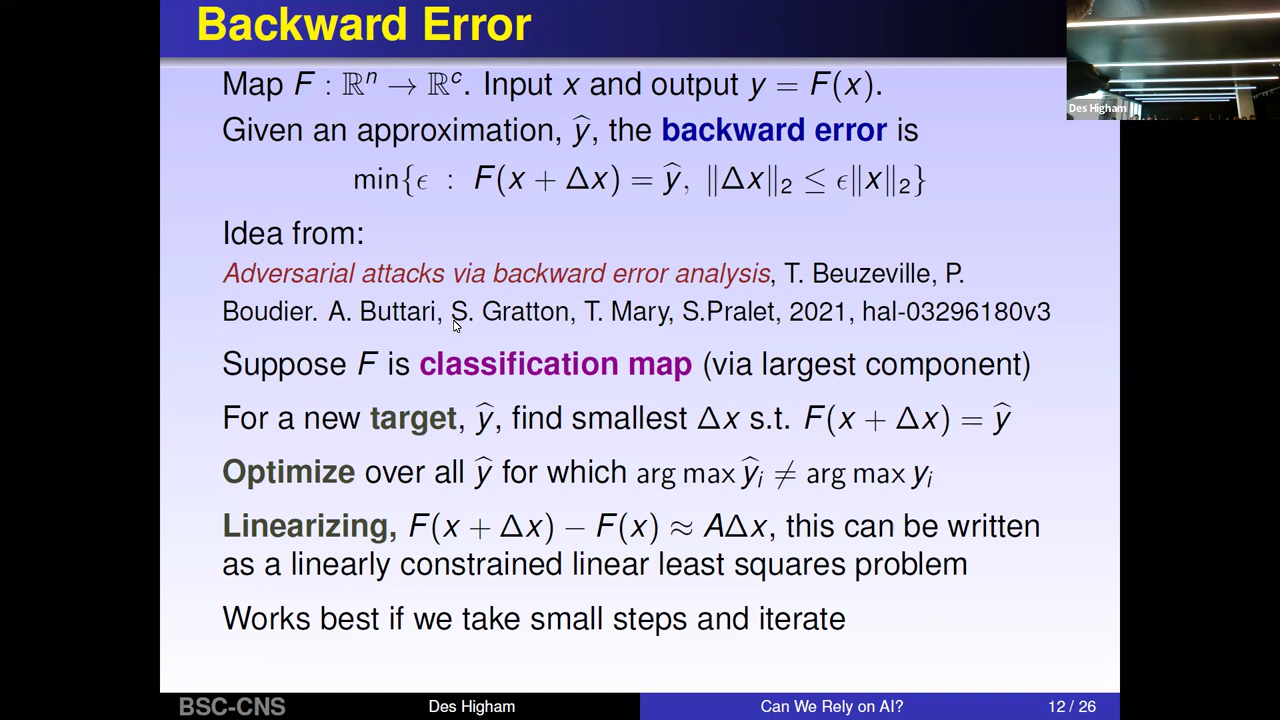 Backward Error
Des Higham
Map F : ℝⁿ → ℝᶜ. Input x and output y = F(x).
Given an approximation, ŷ, the backward error is
min{ϵ : F(x + Δx) = ŷ, ‖Δx‖₂ ≤ ϵ‖x‖₂}
Idea from:
Adversarial attacks via backward error analysis, T. Beuzeville, P.
Boudier. A. Buttari, S. Gratton, T. Mary, S.Pralet, 2021, hal-03296180v3
Suppose F is classification map (via largest component)
For a new target, ŷ, find smallest Δx s.t. F(x + Δx) = ŷ
Optimize over all ŷ for which arg max ŷᵢ ≠ arg max yᵢ
Linearizing, F(x + Δx) − F(x) ≈ AΔx, this can be written
as a linearly constrained linear least squares problem
Works best if we take small steps and iterate
BSC-CNS Des Higham Can We Rely on AI? 12 / 26